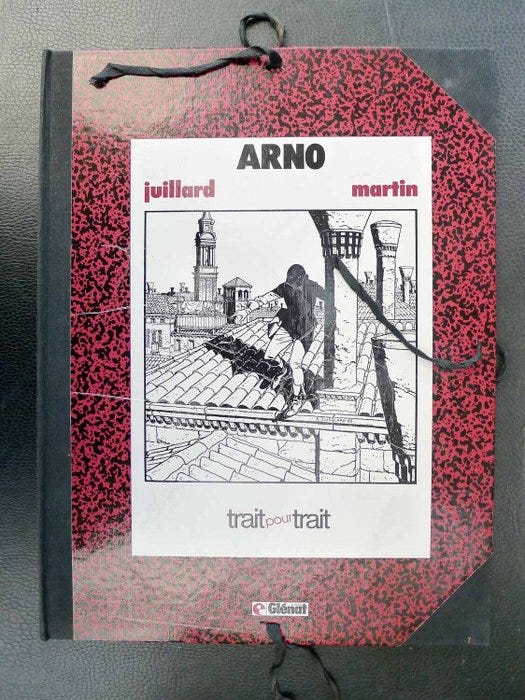 ARNO
juillard martin
trait pour trait
Glénat